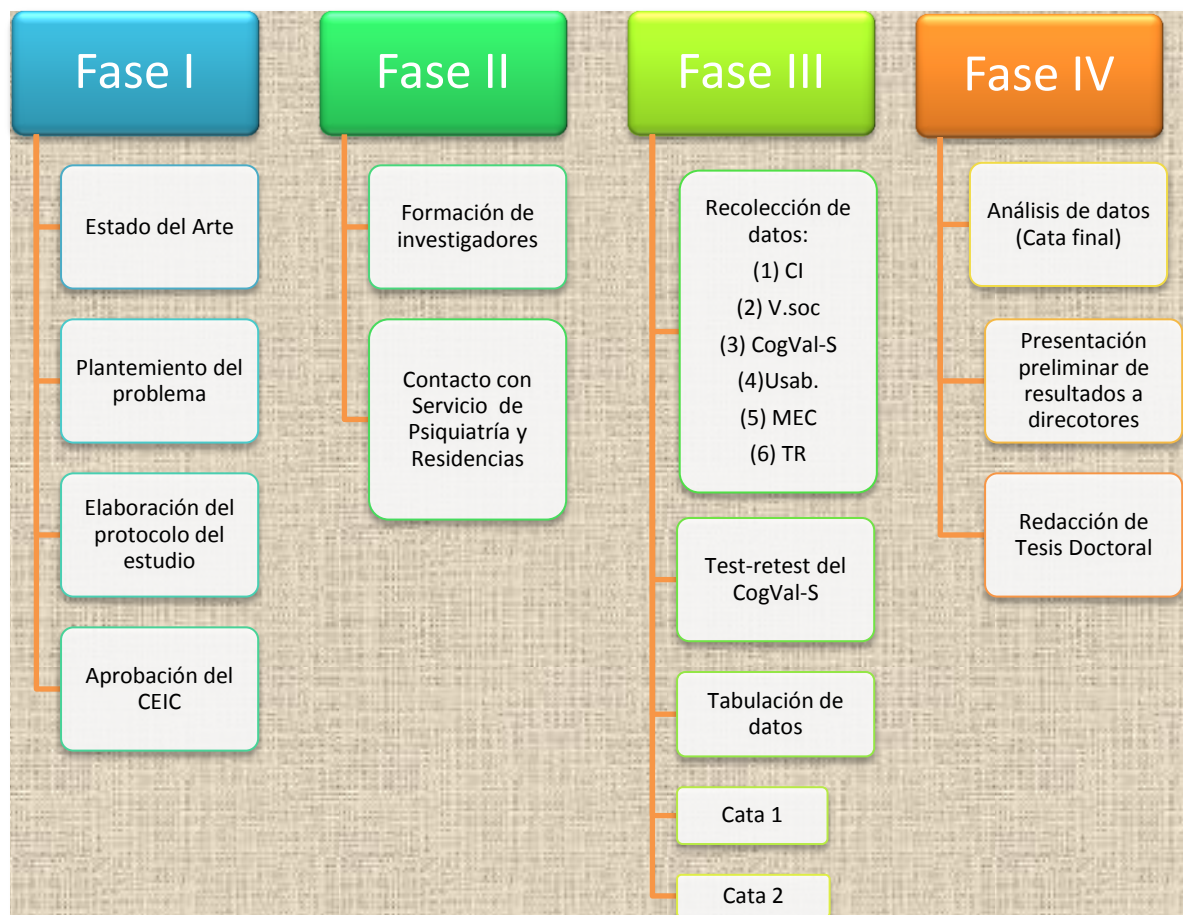 Fase I
Estado del Arte
Plantemiento del
problema
Elaboración del
protocolo del
estudio
Aprobación del
CEIC
Fase II
Formación de
investigadores
Contacto con
Servicio de
Psiquiatría y
Residencias
Fase III
Recolección de
datos:
(1) CI
(2) V.soc
(3) CogVal-S
(4)Usab.
(5) MEC
(6) TR
Test-retest del
CogVal-S
Tabulación de
datos
Cata 1
Cata 2
Fase IV
Análisis de datos
(Cata final)
Presentación
preliminar de
resultados a
direcotores
Redacción de
Tesis Doctoral